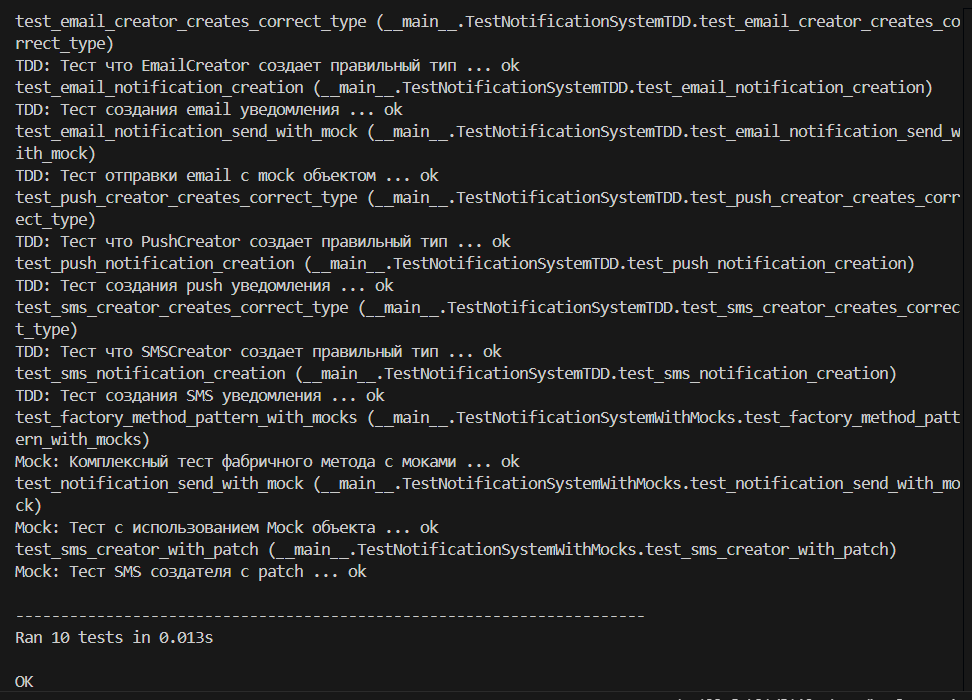 test_email_creator_creates_correct_type (__main__.TestNotificationSystemTDD.test_email_creator_creates_co
rrect_type)
TDD: Тест что EmailCreator создает правильный тип ... ok
test_email_notification_creation (__main__.TestNotificationSystemTDD.test_email_notification_creation)
TDD: Тест создания email уведомления ... ok
test_email_notification_send_with_mock (__main__.TestNotificationSystemTDD.test_email_notification_send_w
ith_mock)
TDD: Тест отправки email с mock объектом ... ok
test_push_creator_creates_correct_type (__main__.TestNotificationSystemTDD.test_push_creator_creates_corr
ect_type)
TDD: Тест что PushCreator создает правильный тип ... ok
test_push_notification_creation (__main__.TestNotificationSystemTDD.test_push_notification_creation)
TDD: Тест создания push уведомления ... ok
test_sms_creator_creates_correct_type (__main__.TestNotificationSystemTDD.test_sms_creator_creates_correc
t_type)
TDD: Тест что SMSCreator создает правильный тип ... ok
test_sms_notification_creation (__main__.TestNotificationSystemTDD.test_sms_notification_creation)
TDD: Тест создания SMS уведомления ... ok
test_factory_method_pattern_with_mocks (__main__.TestNotificationSystemWithMocks.test_factory_method_patt
ern_with_mocks)
Mock: Комплексный тест фабричного метода с моками ... ok
test_notification_send_with_mock (__main__.TestNotificationSystemWithMocks.test_notification_send_with_mo
ck)
Mock: Тест с использованием Mock объекта ... ok
test_sms_creator_with_patch (__main__.TestNotificationSystemWithMocks.test_sms_creator_with_patch)
Mock: Тест SMS создателя с patch ... ok
----------------------------------------------------------------------
Ran 10 tests in 0.013s
OK